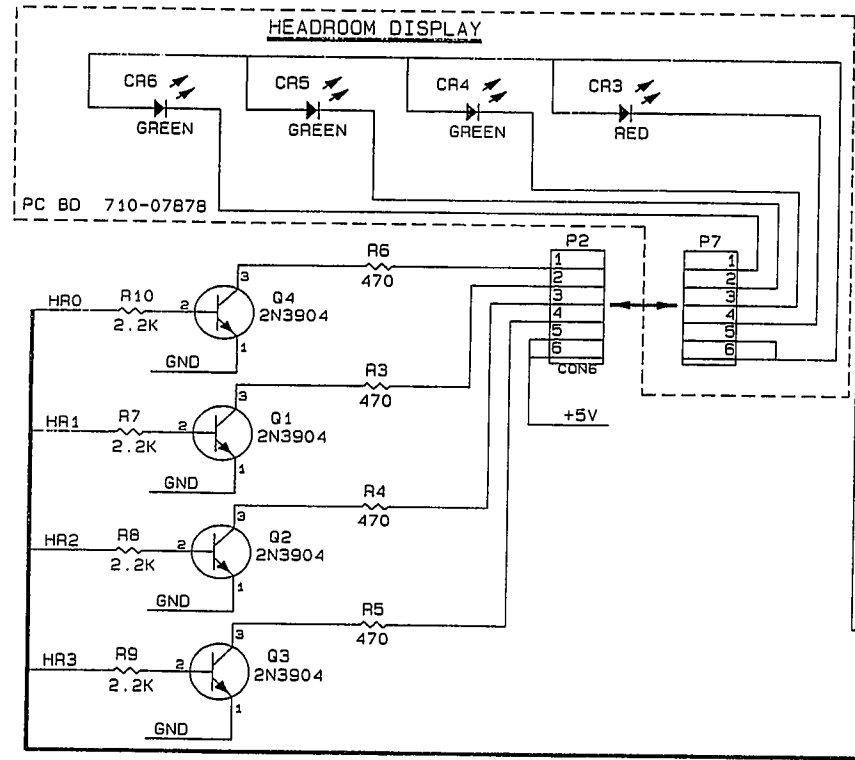 HEADROOM DISPLAY
CR6
CR5
CR4
CR3
GREEN
GREEN
GREEN
RED
PC BD 710-07878
P2
P7
1
2
3
4
5
6
CON6
1
2
3
4
5
6
+5V
HR0
R10
2.2K
2
3
1
Q4
2N3904
GND
R6
470
HR1
R7
2.2K
2
3
1
Q1
2N3904
GND
R3
470
HR2
R8
2.2K
2
3
1
Q2
2N3904
GND
R4
470
HR3
R9
2.2K
2
3
1
Q3
2N3904
GND
R5
470